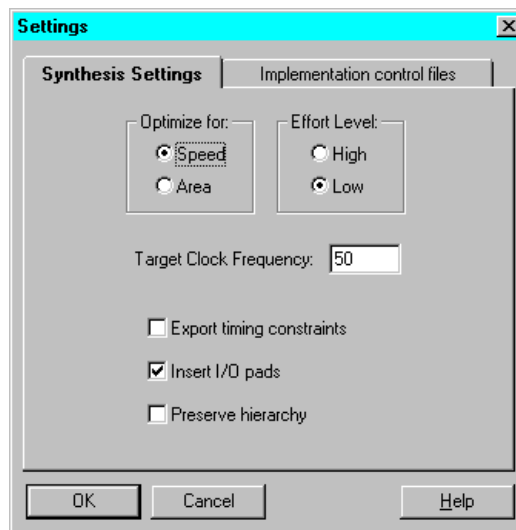 Settings
Synthesis Settings
Implementation control files
Optimize for:
Effort Level:
Speed
High
Area
Low
Target Clock Frequency: 50
Export timing constraints
Insert I/O pads
Preserve hierarchy
OK
Cancel
Help